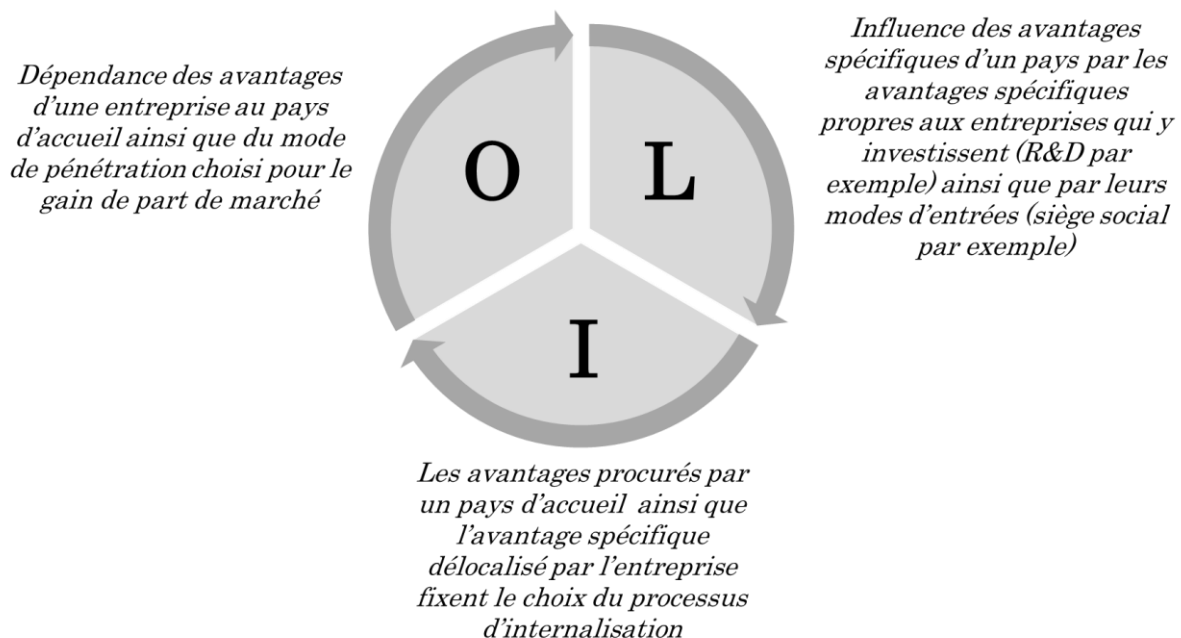 Dépendance des avantages
d'une entreprise au pays
d'accueil ainsi que du mode
de pénétration choisi pour le
gain de part de marché
O
L
Influence des avantages
spécifiques d'un pays par les
avantages spécifiques
propres aux entreprises qui y
investissent (R&D par
exemple) ainsi que par leurs
modes d'entrées (siège social
par exemple)
I
Les avantages procurés par
un pays d'accueil ainsi que
l'avantage spécifique
délocalisé par l'entreprise
fixent le choix du processus
d'internalisation